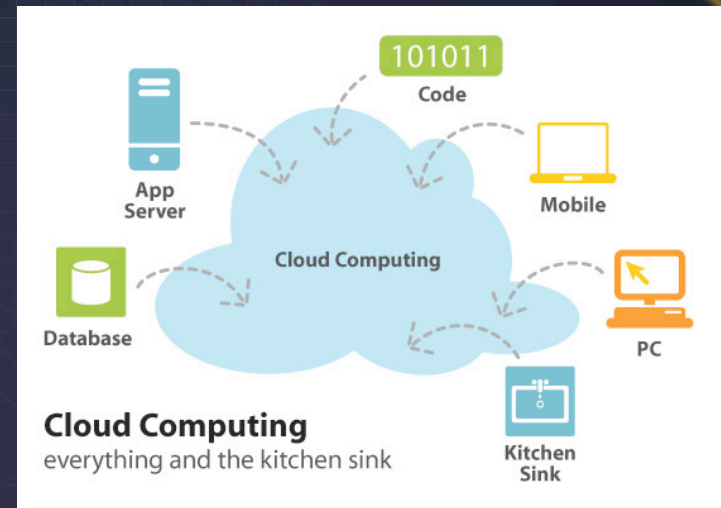 101011
Code
App
Server
Mobile
Cloud Computing
Database
PC
Cloud Computing
everything and the kitchen sink
Kitchen
Sink